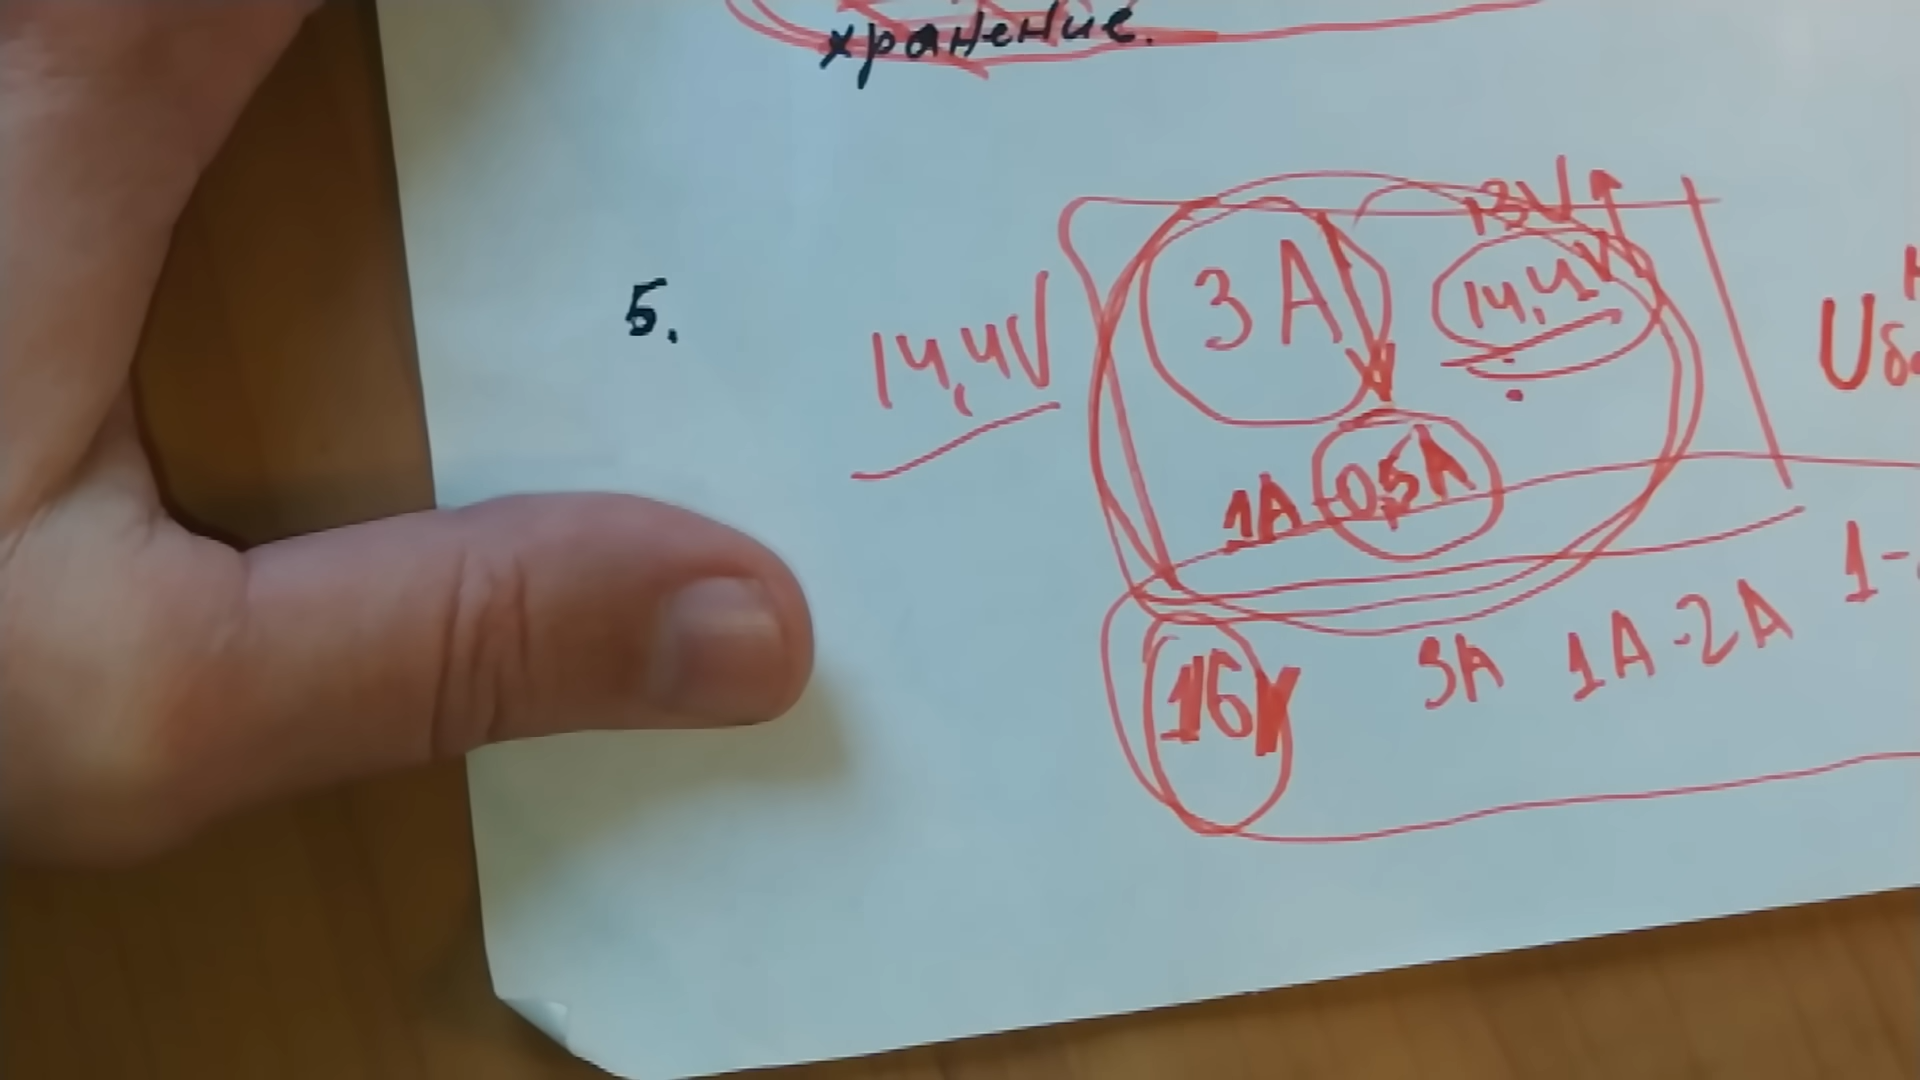 хранение.
13V
5. 14,4V 3A 14,4V
1A-0,5A
16V 3A 1A-2A 1-